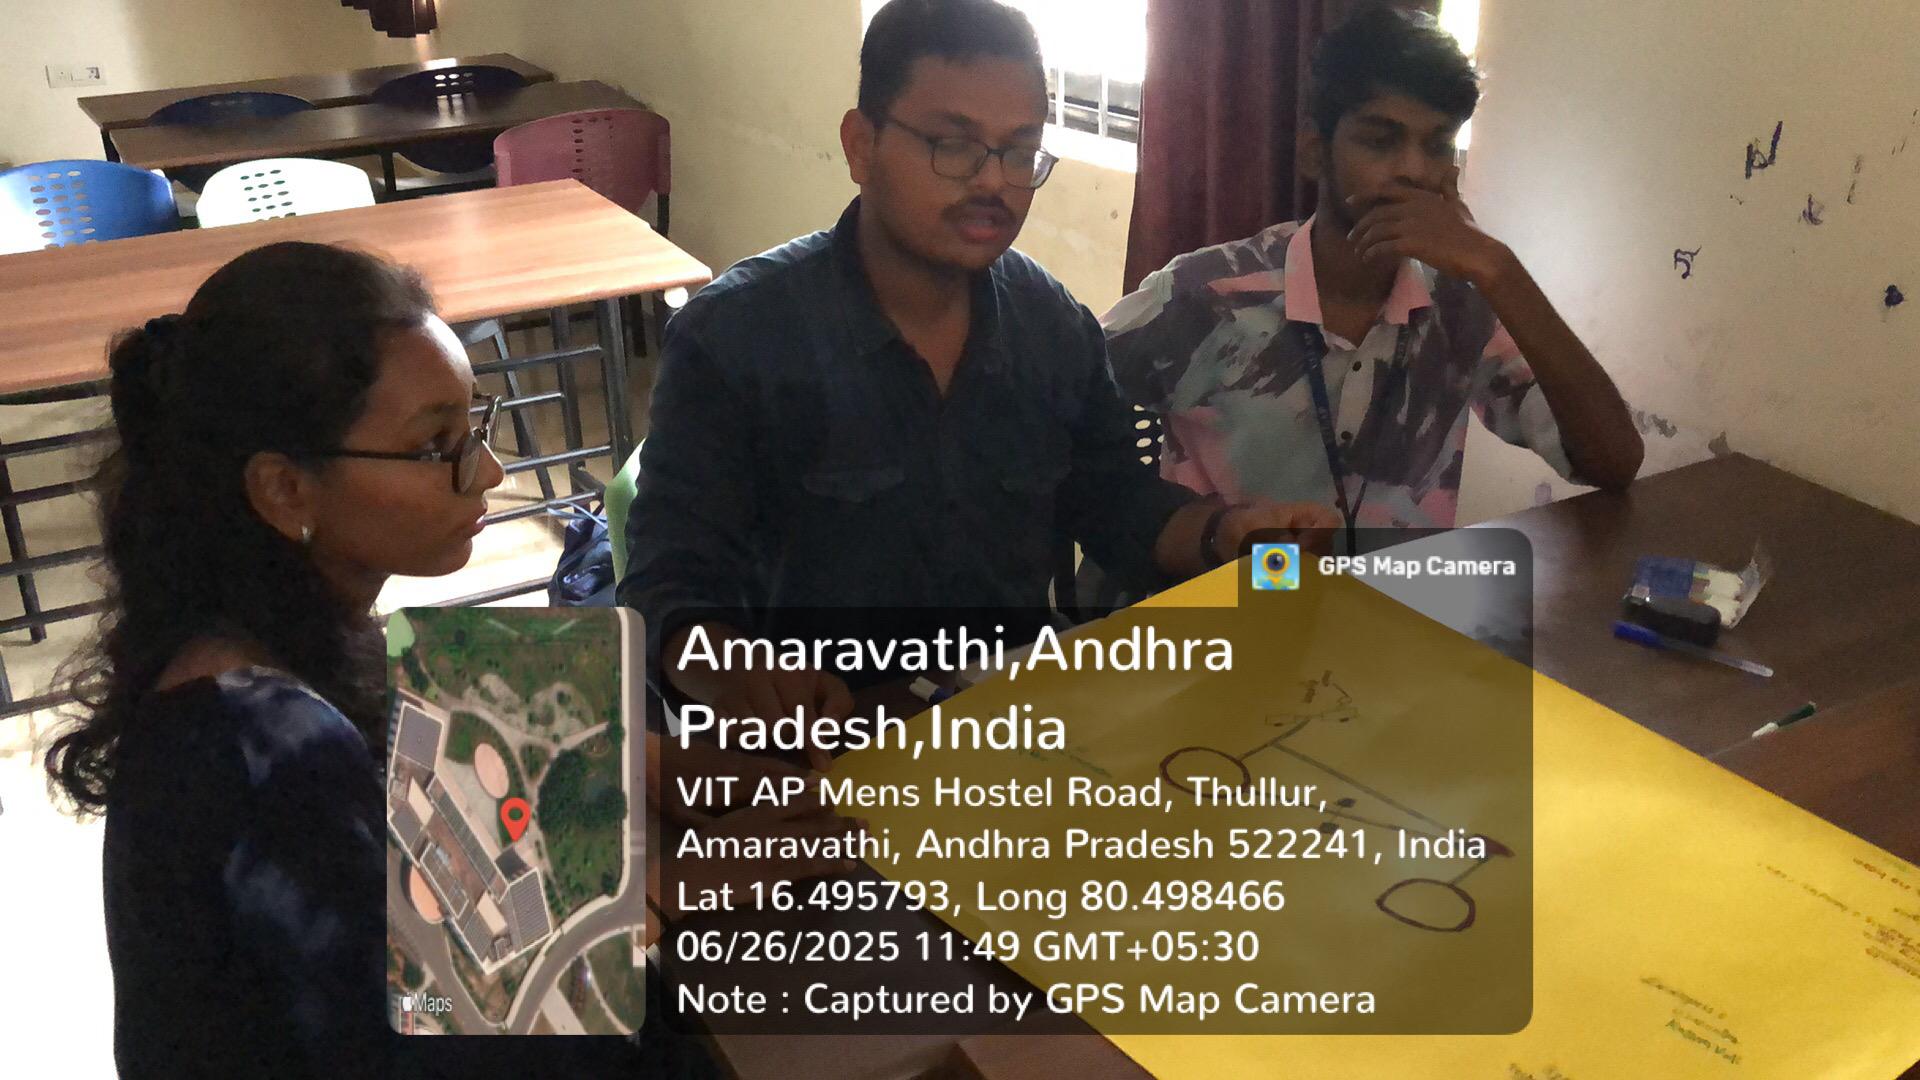 GPS Map Camera
Amaravathi,Andhra
Pradesh,India
VIT AP Mens Hostel Road, Thullur,
Amaravathi, Andhra Pradesh 522241, India
Lat 16.495793, Long 80.498466
06/26/2025 11:49 GMT+05:30
Note : Captured by GPS Map Camera
Maps